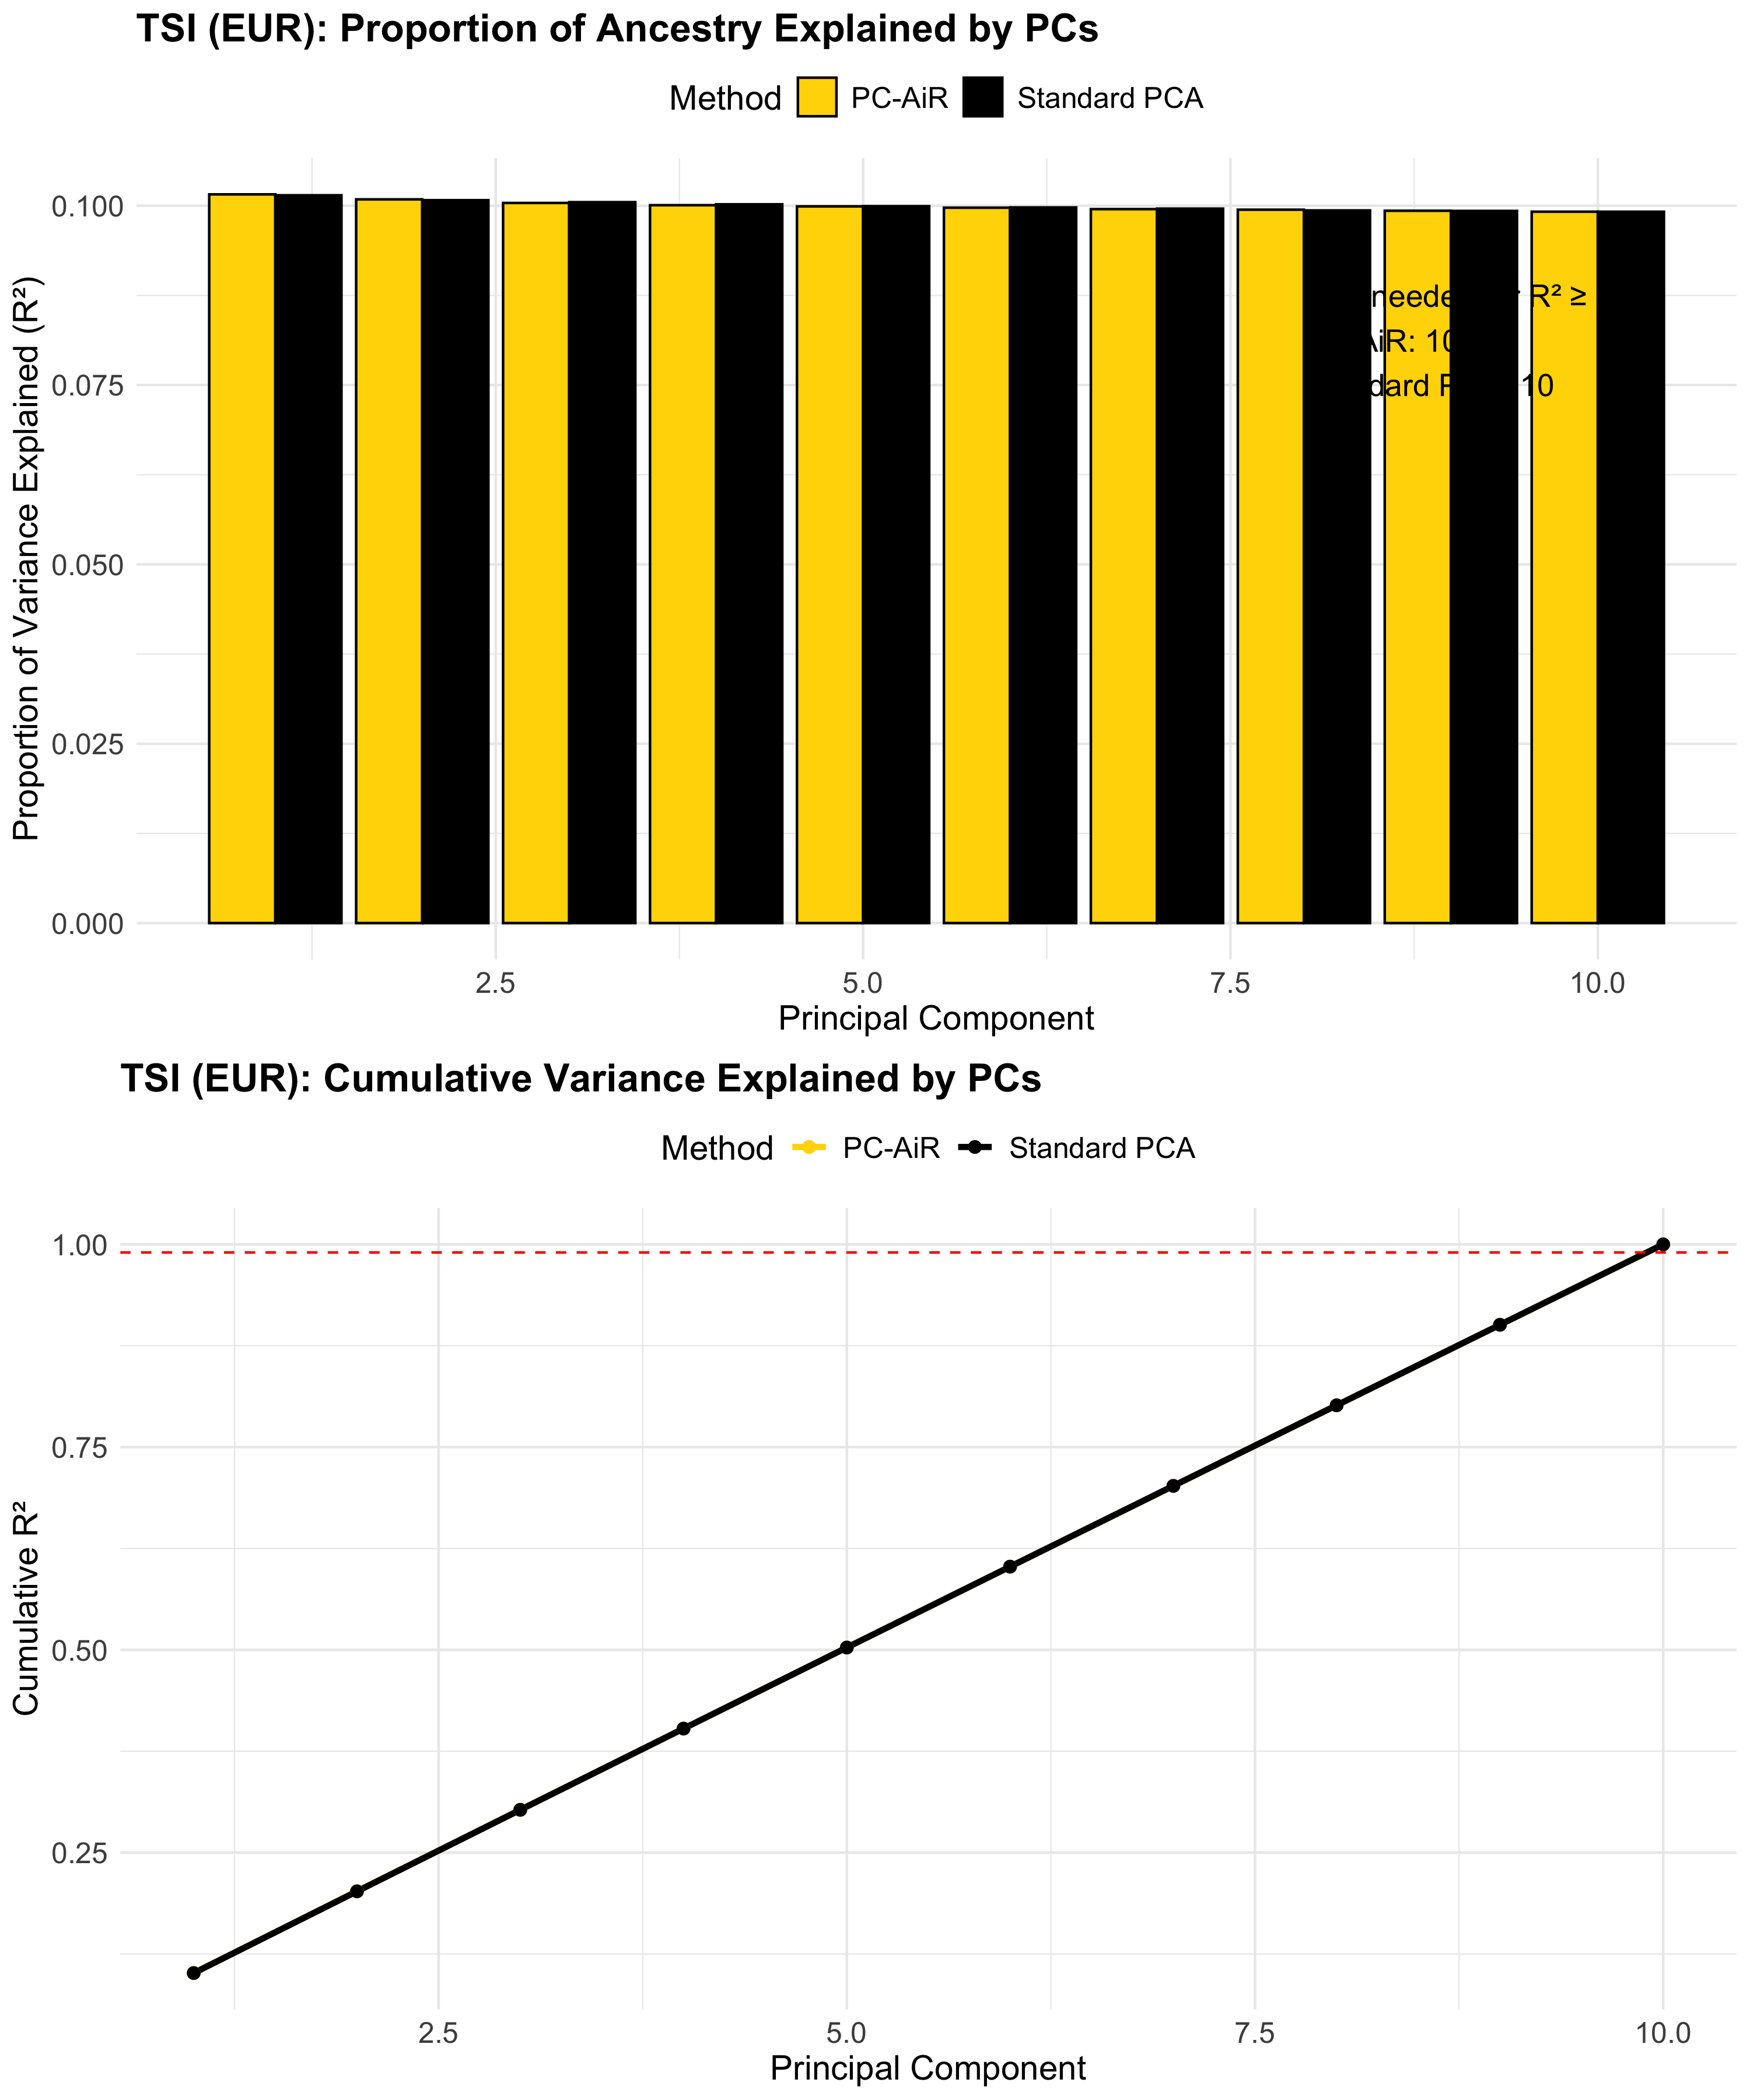 TSI (EUR): Proportion of Ancestry Explained by PCs
Method PC-AiR Standard PCA
Proportion of Variance Explained (R²)
0.100
0.075
0.050
0.025
0.000
R² ≥
AiR: 10
10
2.5 5.0 7.5 10.0
Principal Component
TSI (EUR): Cumulative Variance Explained by PCs
Method PC-AiR Standard PCA
Cumulative R²
1.00
0.75
0.50
0.25
2.5 5.0 7.5 10.0
Principal Component